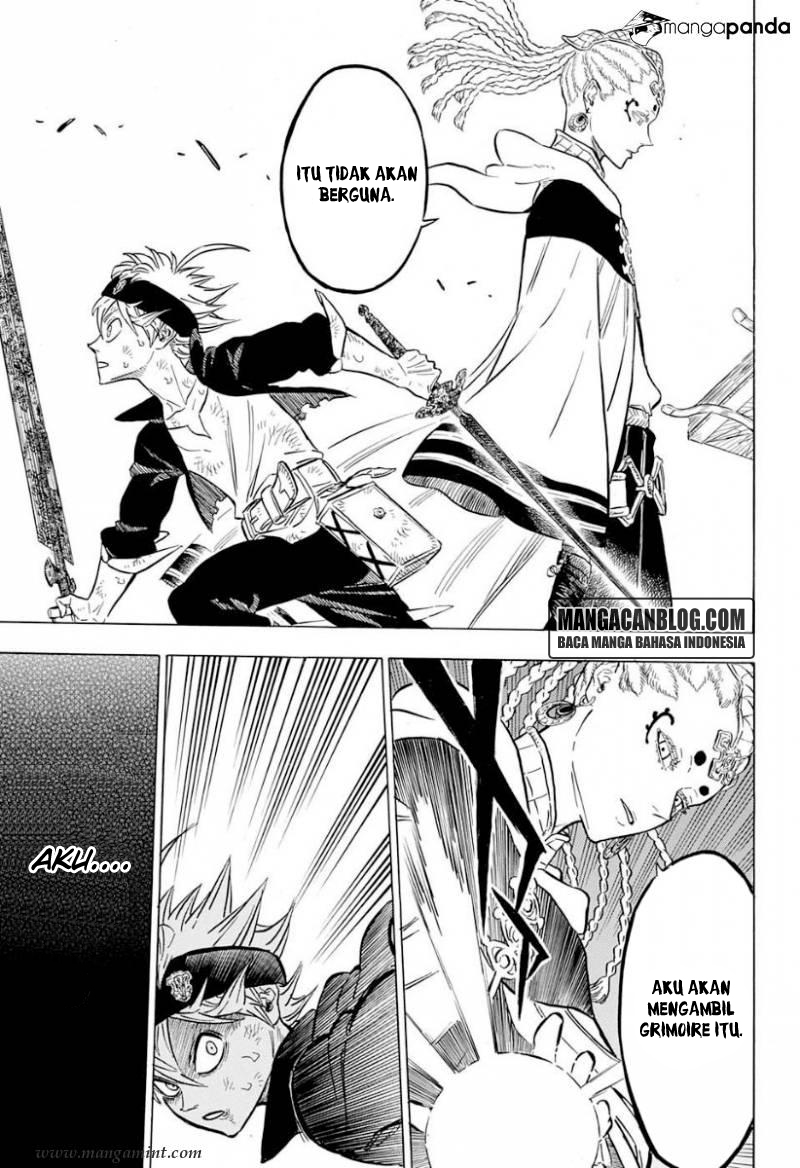 mangapanda
ITU TIDAK AKAN
BERGUNA.
MANGACANBLOG.COM
BACA MANGA BAHASA INDONESIA
AKU AKAN
MENGAMBIL
GRIMOIRE ITU.
AKU....
www.mangamint.com